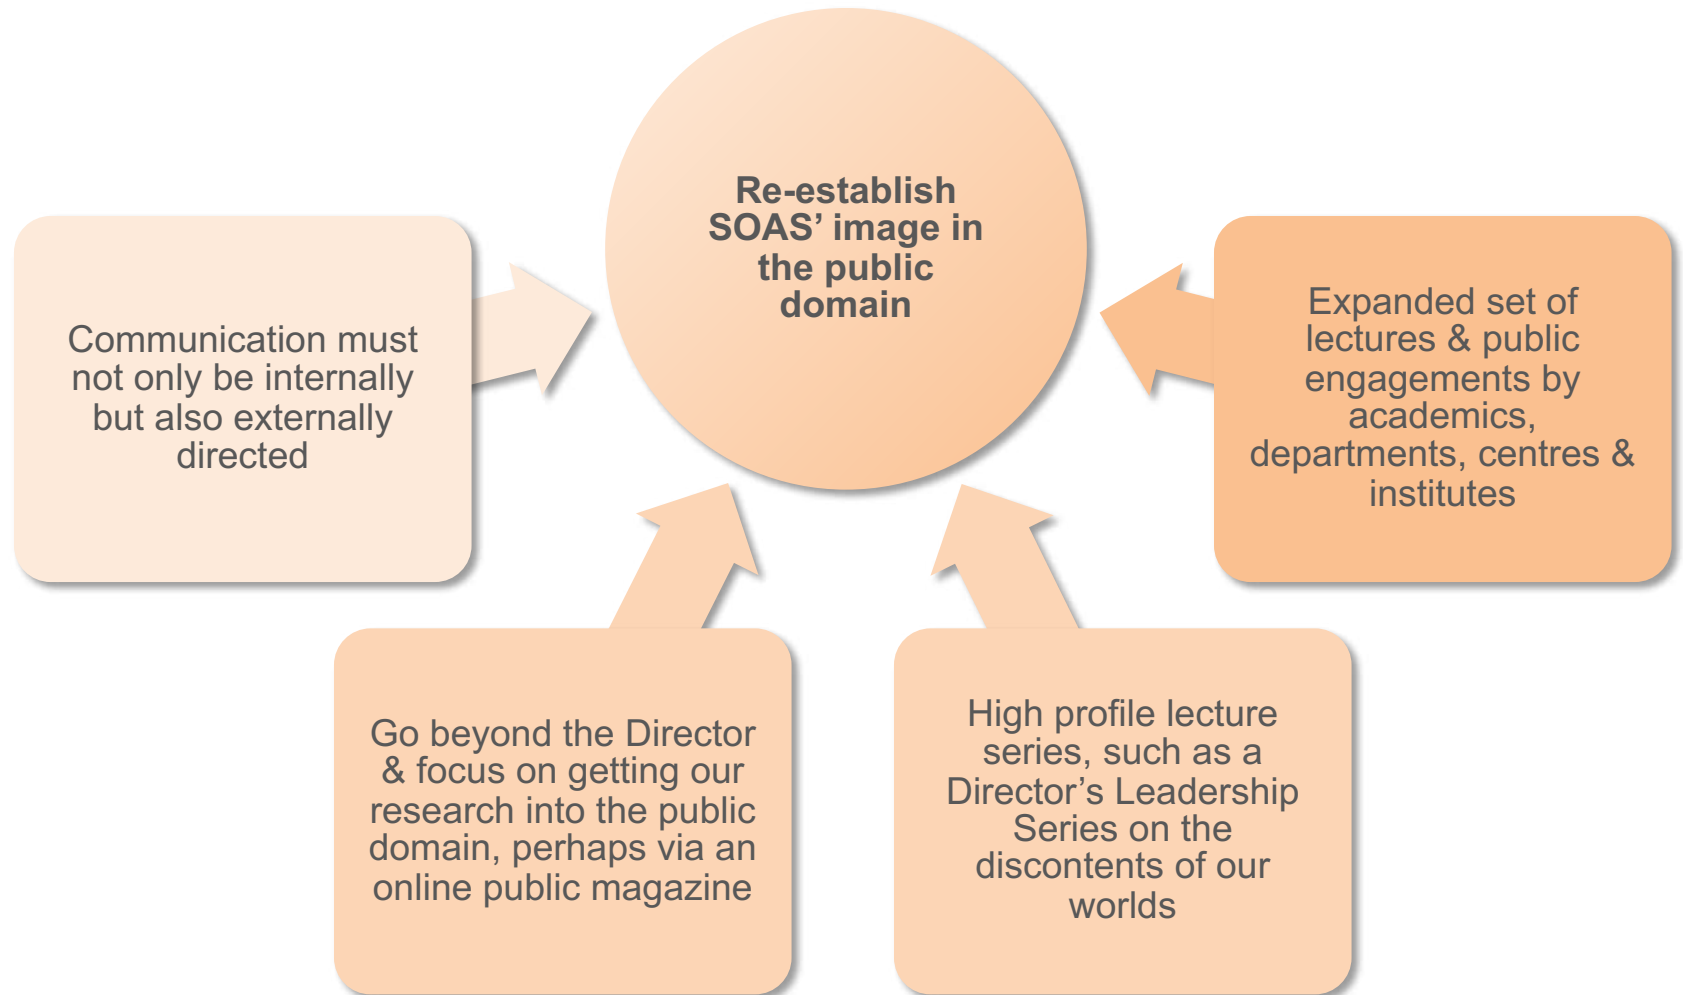 Re-establish
SOAS’ image in
the public
domain
Communication must
not only be internally
but also externally
directed
Go beyond the Director
& focus on getting our
research into the public
domain, perhaps via an
online public magazine
High profile lecture
series, such as a
Director’s Leadership
Series on the
discontents of our
worlds
Expanded set of
lectures & public
engagements by
academics,
departments, centres &
institutes